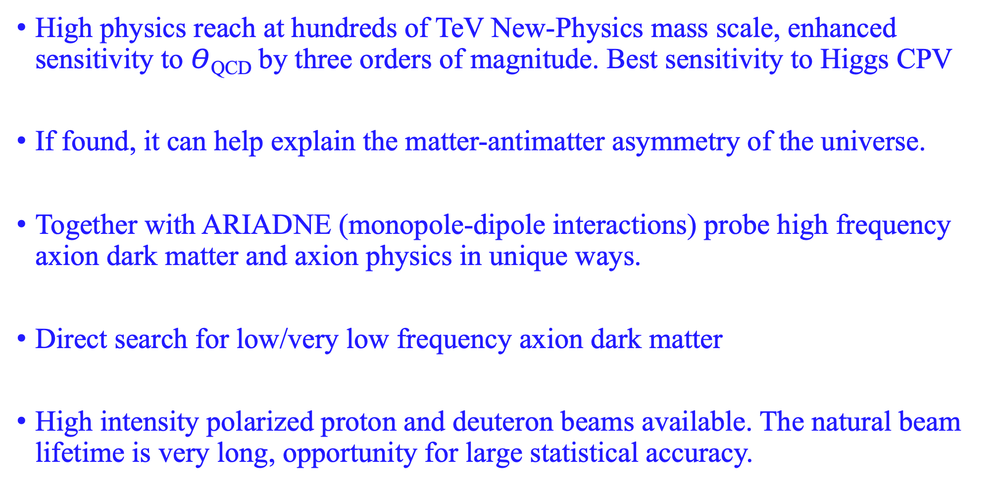 • High physics reach at hundreds of TeV New-Physics mass scale, enhanced
sensitivity to θQCD by three orders of magnitude. Best sensitivity to Higgs CPV
• If found, it can help explain the matter-antimatter asymmetry of the universe.
• Together with ARIADNE (monopole-dipole interactions) probe high frequency
axion dark matter and axion physics in unique ways.
• Direct search for low/very low frequency axion dark matter
• High intensity polarized proton and deuteron beams available. The natural beam
lifetime is very long, opportunity for large statistical accuracy.